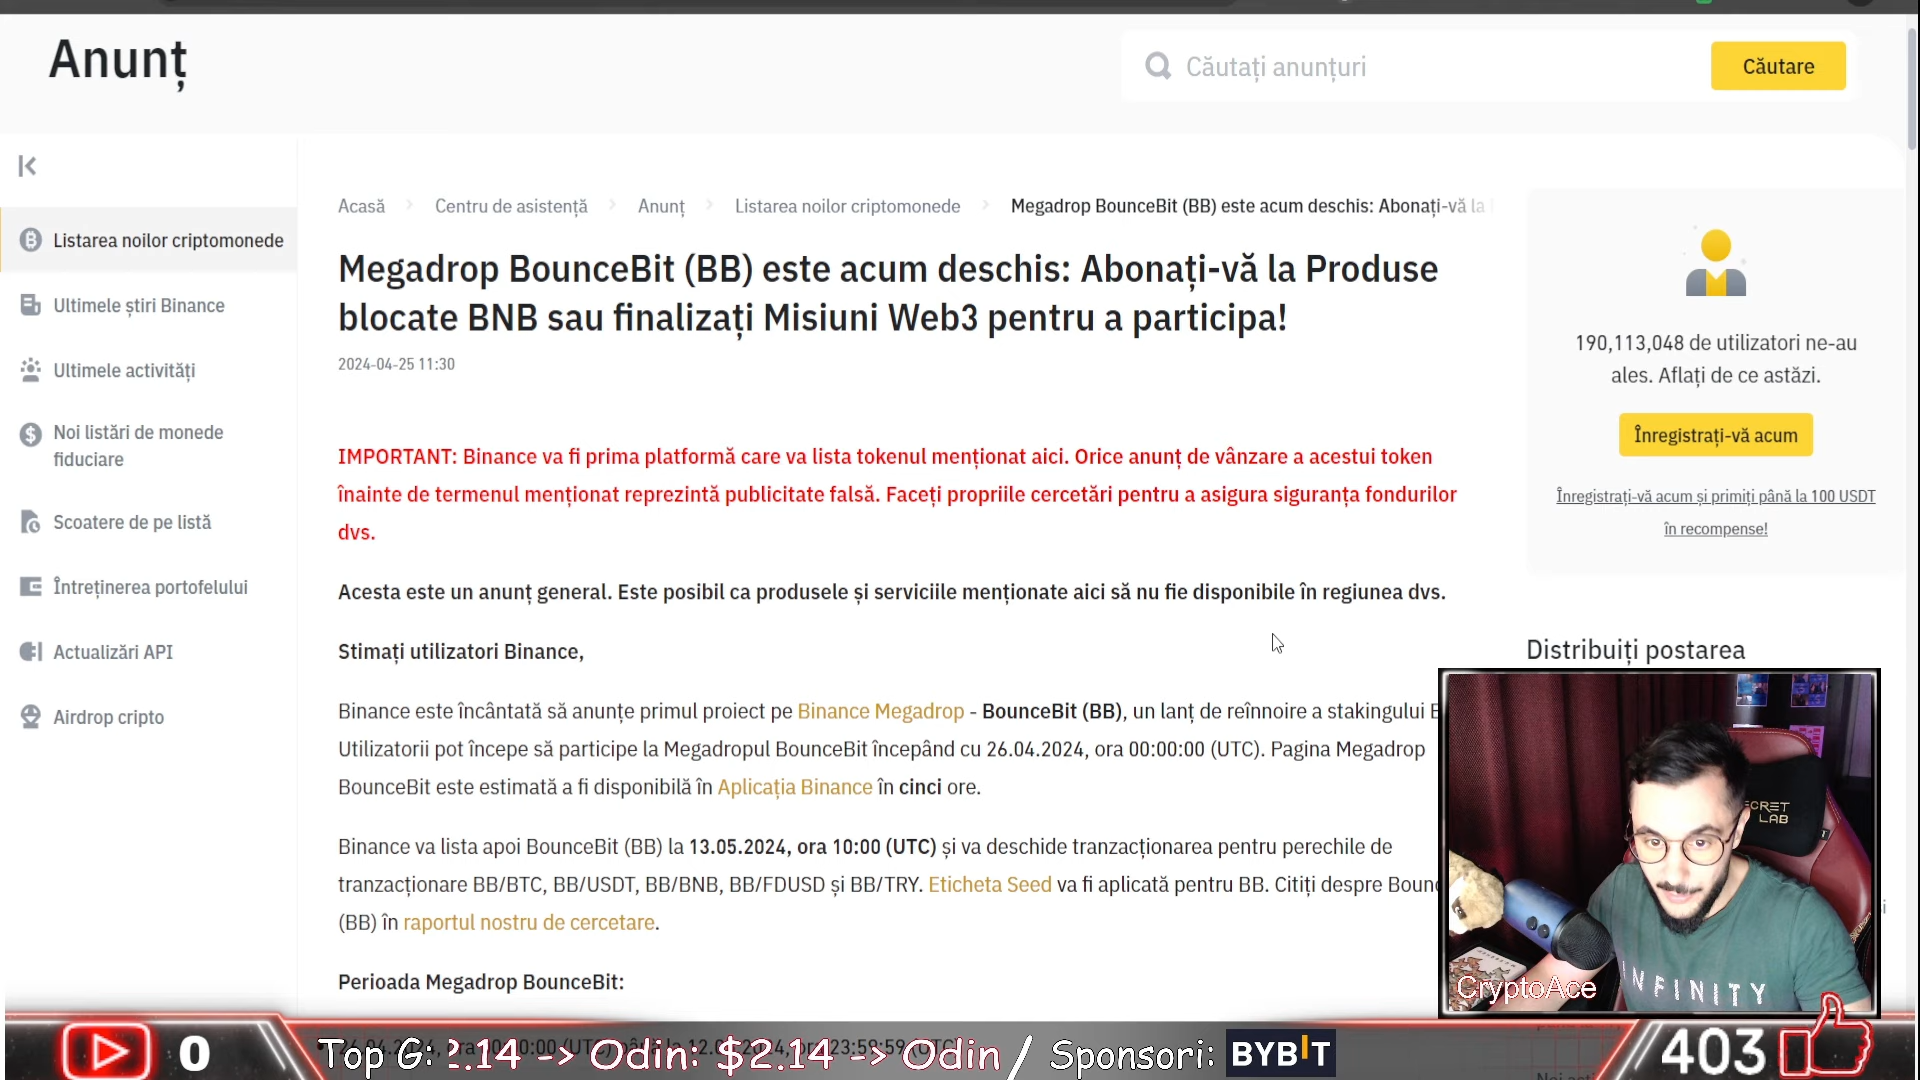 Anunț
Căutați anunțuri
Căutare
Acasă
Centru de asistență
Anunț
Listarea noilor criptomonede
Megadrop BounceBit (BB) este acum deschis: Abonați-vă la
Listarea noilor criptomonede
Ultimele știri Binance
Ultimele activități
Noi listări de monede
fiduciare
Scoatere de pe listă
Întreținerea portofelului
Actualizări API
Airdrop cripto
Megadrop BounceBit (BB) este acum deschis: Abonați-vă la Produse
blocate BNB sau finalizați Misiuni Web3 pentru a participa!
2024-04-25 11:30
IMPORTANT: Binance va fi prima platformă care va lista tokenul menționat aici. Orice anunț de vânzare a acestui token
înainte de termenul menționat reprezintă publicitate falsă. Faceți propriile cercetări pentru a asigura siguranța fondurilor
dvs.
Acesta este un anunț general. Este posibil ca produsele și serviciile menționate aici să nu fie disponibile în regiunea dvs.
Stimați utilizatori Binance,
Binance este încântată să anunțe primul proiect pe Binance Megadrop - BounceBit (BB), un lanț de reînnoire a stakingului
Utilizatorii pot începe să participe la Megadropul BounceBit începând cu 26.04.2024, ora 00:00:00 (UTC). Pagina Megadrop
BounceBit este estimată a fi disponibilă în Aplicația Binance în cinci ore.
Binance va lista apoi BounceBit (BB) la 13.05.2024, ora 10:00 (UTC) și va deschide tranzacționarea pentru perechile de
tranzacționare BB/BTC, BB/USDT, BB/BNB, BB/FDUSD și BB/TRY. Eticheta Seed va fi aplicată pentru BB. Citiți despre
(BB) în raportul nostru de cercetare.
Perioada Megadrop BounceBit:
190,113,048 de utilizatori ne-au
ales. Aflați de ce astăzi.
Înregistrați-vă acum
Înregistrați-vă acum și primiți până la 100 USDT
în recompense!
Distribuiți postarea
SECRET
LAB
INFINITY
CryptoAce
0
Top G: 2.14 -> Odin: $2.14 -> Odin / Sponsori: BYBIT
403